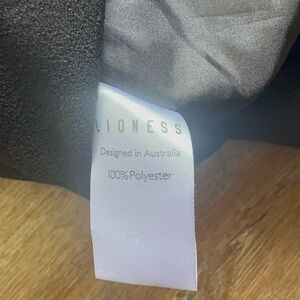 LIONESS
Designed in Australia
100% Polyester